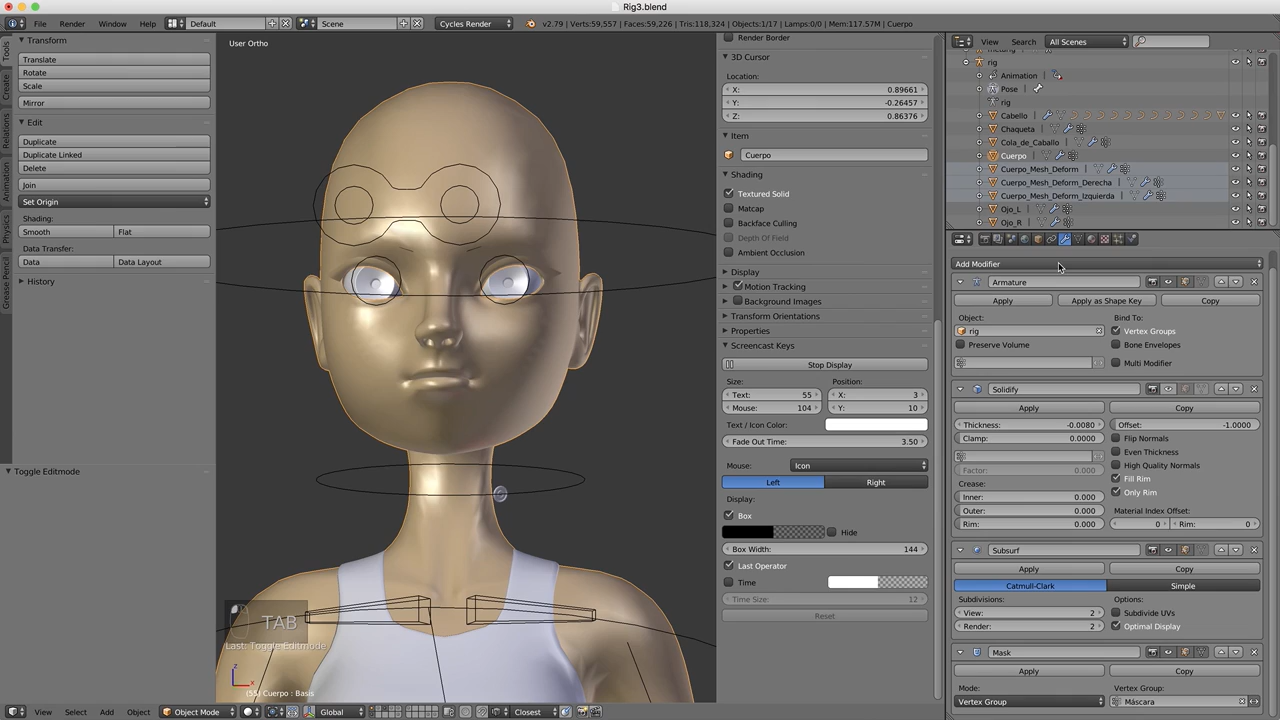 Rig3.blend
File Render Window Help Default Scene Cycles Render v2.79 | Verts:59,557 | Faces:59,226 | Tris:118,324 | Objects:1/17 | Lamps:0/0 | Mem:117.57M | Cuerpo
Tools
Create
Relations
Animation
Physics
Grease Pencil
Transform
Translate
Rotate
Scale
Mirror
Edit
Duplicate
Duplicate Linked
Delete
Join
Set Origin
Shading:
Smooth Flat
Data Transfer:
Data Data Layout
History
Toggle Editmode
User Ortho
TAB
Last: Toggle Editmode
(55) Cuerpo : Basis
View Select Add Object Object Mode Global Closest
Render Border
3D Cursor
Location:
X: 0.89661
Y: -0.26457
Z: 0.86376
Item
Cuerpo
Shading
Textured Solid
Matcap
Backface Culling
Depth Of Field
Ambient Occlusion
Display
Motion Tracking
Background Images
Transform Orientations
Properties
Screencast Keys
Stop Display
Size: Position:
Text: 55 X: 3
Mouse: 104 Y: 10
Text / Icon Color:
Fade Out Time: 3.50
Mouse: Icon
Left Right
Display:
Box
Hide
Box Width: 144
Last Operator
Time
Time Size: 12
Reset
View Search All Scenes
rig
Animation
Pose
rig
Cabello
Chaqueta
Cola_de_Caballo
Cuerpo
Cuerpo_Mesh_Deform
Cuerpo_Mesh_Deform_Derecha
Cuerpo_Mesh_Deform_Izquierda
Ojo_L
Ojo_R
Add Modifier
Armature
Apply Apply as Shape Key Copy
Object: Bind To:
rig Vertex Groups
Preserve Volume Bone Envelopes
Multi Modifier
Solidify
Apply Copy
Thickness: -0.0080 Offset: -1.0000
Clamp: 0.0000 Flip Normals
Even Thickness
High Quality Normals
Factor: 0.000
Fill Rim
Crease:
Only Rim
Inner: 0.000
Outer: 0.000 Material Index Offset:
Rim: 0.000 0 Rim: 0
Subsurf
Apply Copy
Catmull-Clark Simple
Subdivisions: Options:
View: 2 Subdivide UVs
Render: 2 Optimal Display
Mask
Apply Copy
Mode: Vertex Group:
Vertex Group Máscara